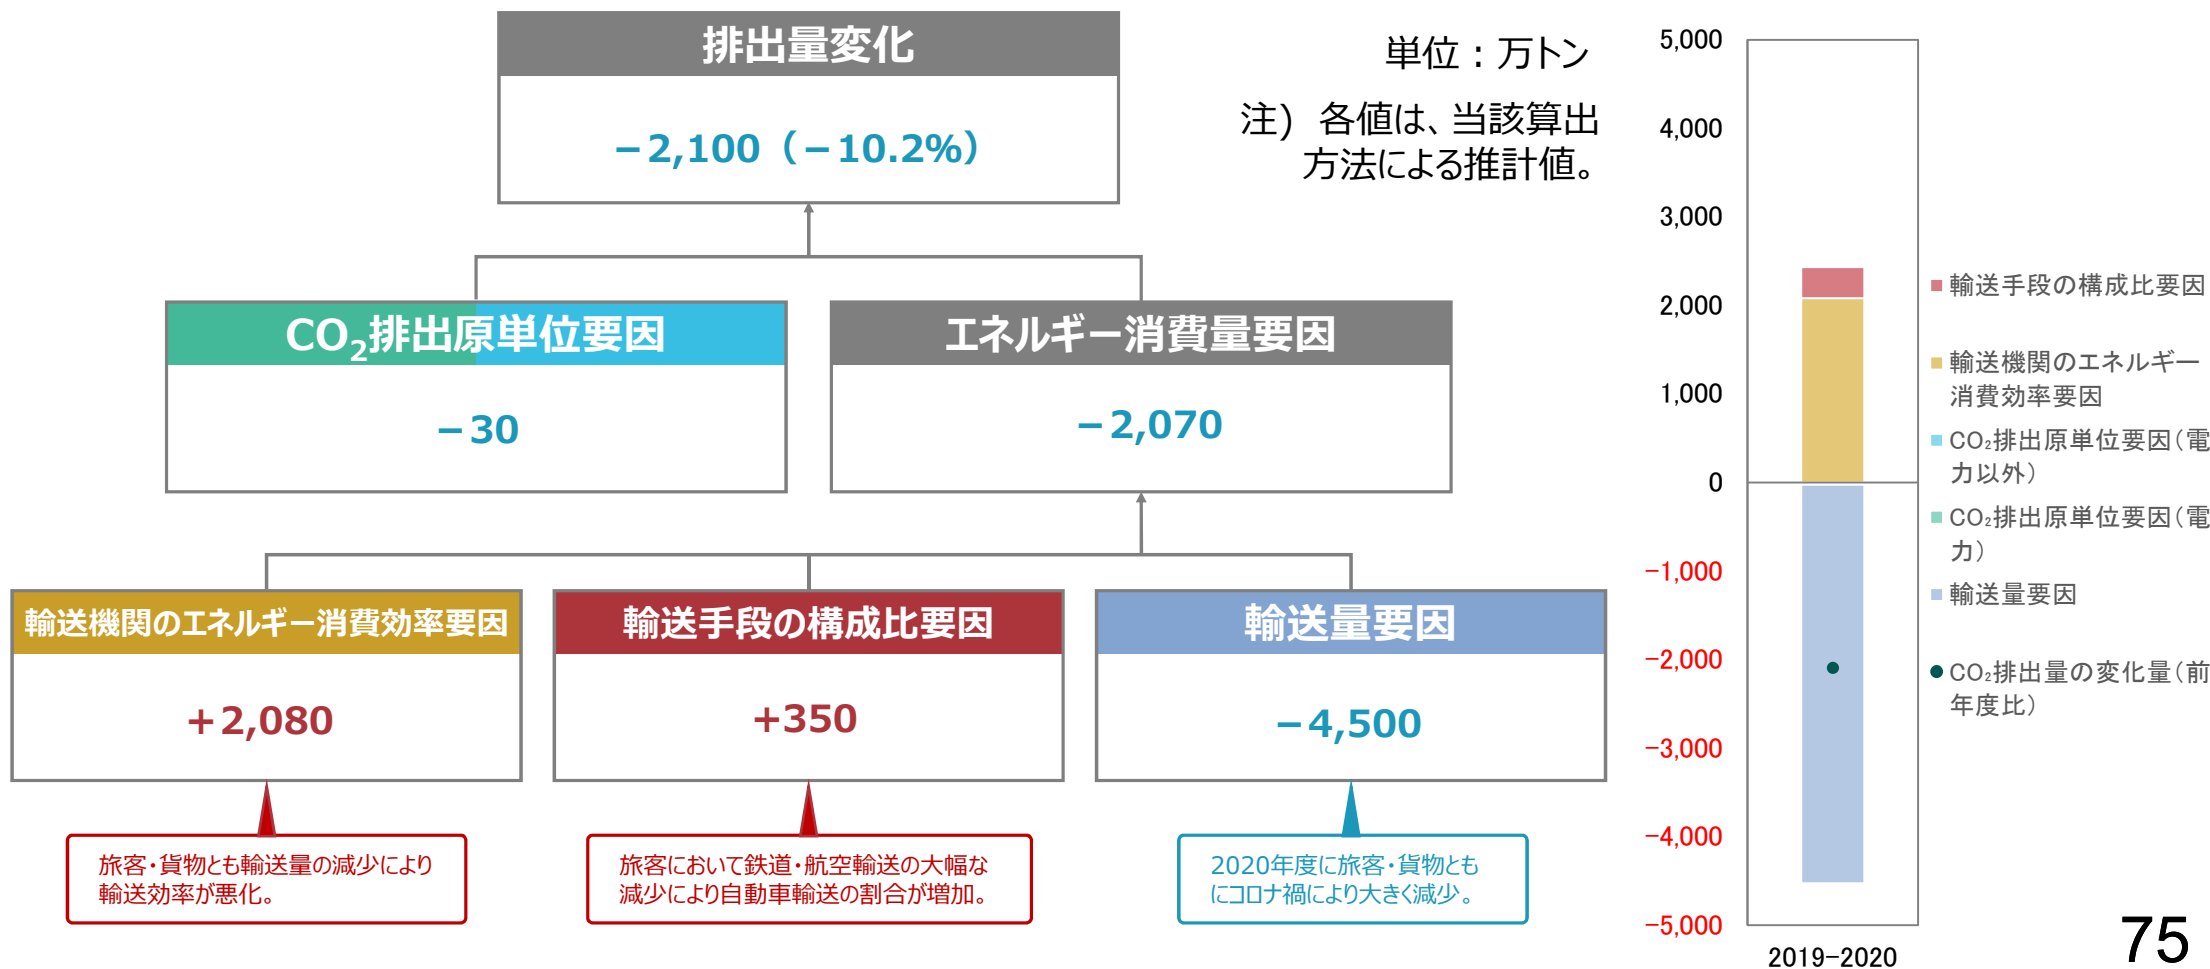 排出量変化
－2,100（－10.2%）
単位：万トン
注) 各値は、当該算出
方法による推計値。
CO₂排出原単位要因
－30
エネルギー消費量要因
－2,070
輸送機関のエネルギー消費効率要因
＋2,080
輸送手段の構成比要因
+350
輸送量要因
－4,500
旅客・貨物とも輸送量の減少により
輸送効率が悪化。
旅客において鉄道・航空輸送の大幅な
減少により自動車輸送の割合が増加。
2020年度に旅客・貨物とも
にコロナ禍により大きく減少。
5,000
4,000
3,000
2,000
1,000
0
-1,000
-2,000
-3,000
-4,000
-5,000
2019-2020
輸送手段の構成比要因
輸送機関のエネルギー
消費効率要因
CO₂排出原単位要因（電
力以外）
CO₂排出原単位要因（電
力）
輸送量要因
CO₂排出量の変化量（前
年度比）
75